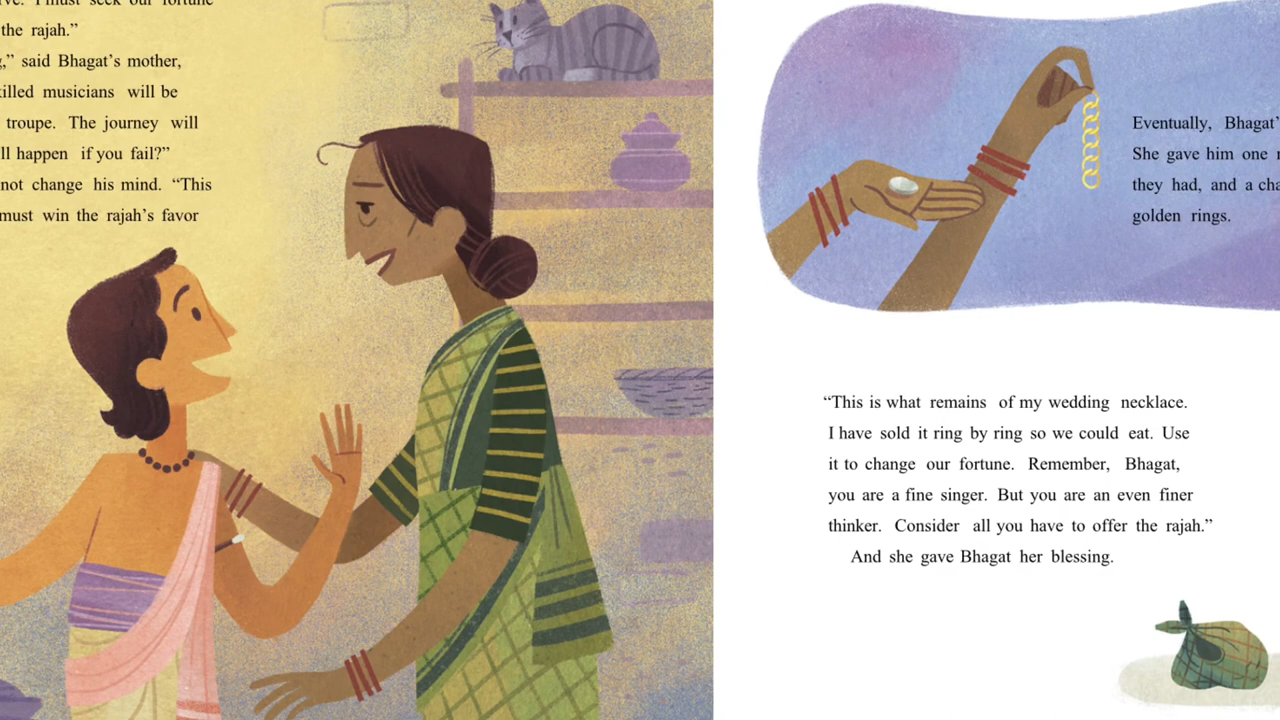 the rajah.”
said Bhagat’s mother,
musicians will be
troupe. The journey will
happen if you fail?”
not change his mind. “This
must win the rajah’s favor
Eventually,
She gave him one
they had, and a
golden rings.
“This is what remains of my wedding necklace.
I have sold it ring by ring so we could eat. Use
it to change our fortune. Remember, Bhagat,
you are a fine singer. But you are an even finer
thinker. Consider all you have to offer the rajah.”
And she gave Bhagat her blessing.